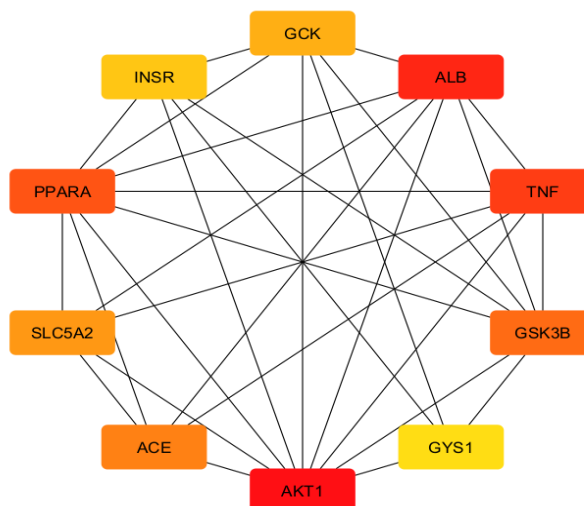 GCK
INSR
ALB
PPARA
TNF
SLC5A2
GSK3B
ACE
GYS1
AKT1